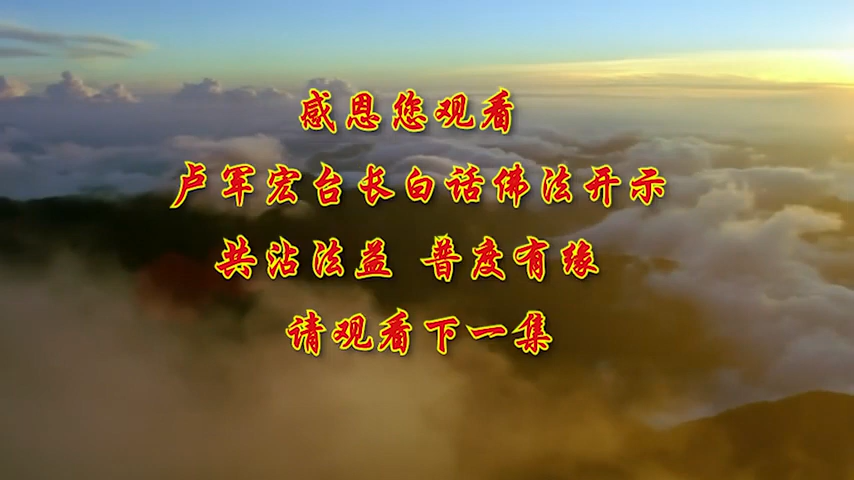 感恩您观看
卢军宏台长白话佛法开示
共沾法益 普度有缘
请观看下一集